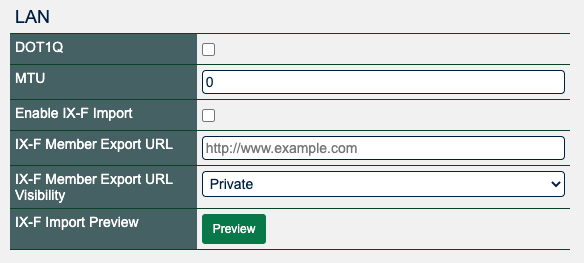 LAN
DOT1Q
MTU
0
Enable IX-F Import
IX-F Member Export URL
http://www.example.com
IX-F Member Export URL
Visibility
Private
IX-F Import Preview
Preview